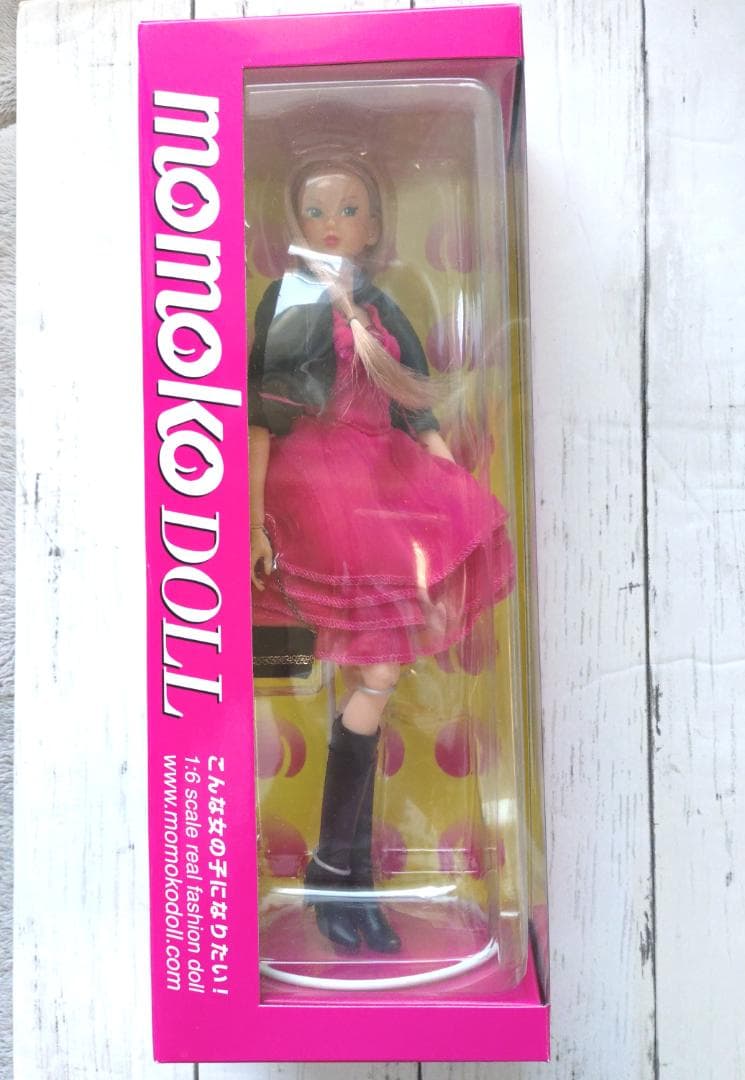 momoko DOLL
こんな女の子になりたい!
1:6 scale real fashion doll
www.momokodoll.com